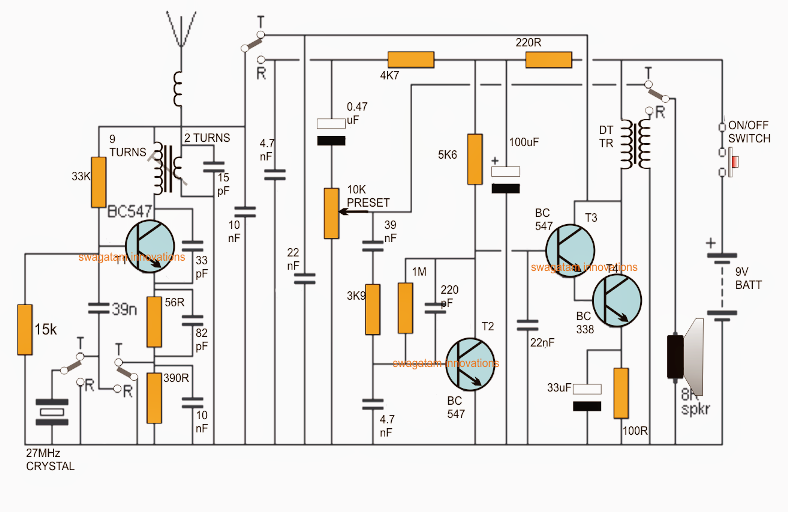 T
R
220R
4K7
T
R
9
TURNS
2 TURNS
0.47
uF
4.7
nF
100uF
+
DT
TR
ON/OFF
SWITCH
5K6
33K
15
pF
10K
PRESET
BC547
10
nF
39
nF
BC
547
T3
22
nF
swagatam innovations
T1
33
pF
swagatam innovations
T4
+
9V
BATT
1M
3K9
220
pF
39n
56R
BC
338
15k
82
pF
T2
22nF
T
T
R
R
swagatam innovations
390R
33uF
8R
spkr
BC
547
10
nF
4.7
nF
100R
27MHz
CRYSTAL